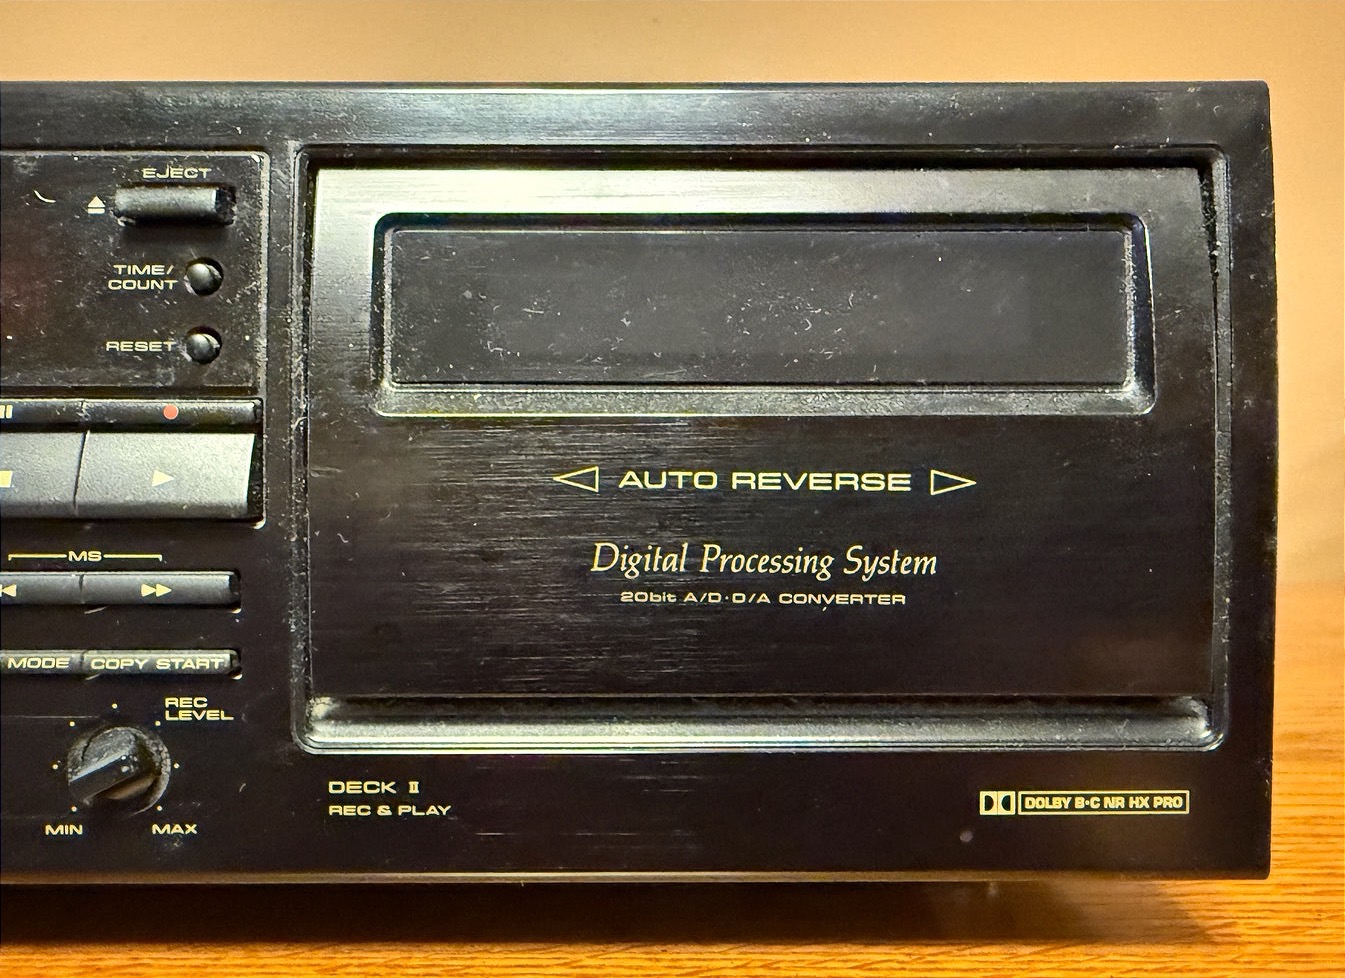 EJECT
TIME/
COUNT
RESET
MS
MODE
COPY START
REC
LEVEL
MIN
MAX
AUTO REVERSE
Digital Processing System
20bit A/D·D/A CONVERTER
DECK II
REC & PLAY
DOLBY B·C NR HX PRO